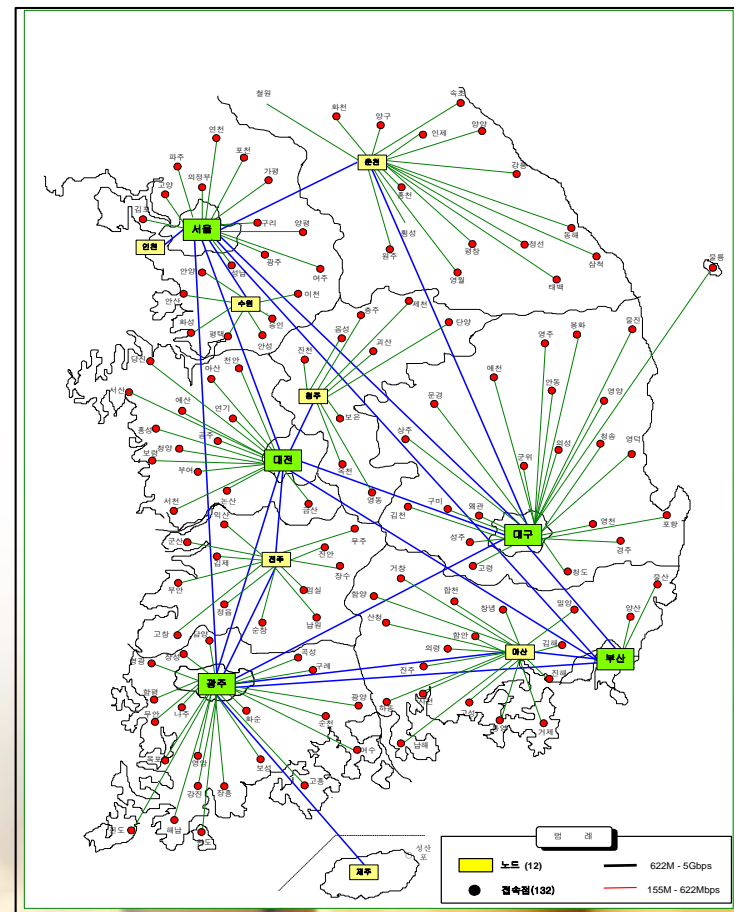 철원
화천
양구
속초
인제
양양
강릉
춘천
홍천
횡성
원주
영월
평창
정선
태백
동해
삼척
울릉
연천
파주
포천
의정부
가평
고양
김포
서울
구리
양평
인천
안양
성남
광주
여주
안산
수원
이천
화성
평택
용인
안성
충주
제천
음성
단양
진천
괴산
청주
보은
옥천
영동
당진
아산
천안
서산
예산
연기
홍성
공주
청양
보령
대전
부여
서천
논산
금산
영주
봉화
울진
예천
안동
영양
문경
상주
의성
청송
영덕
군위
구미
왜관
김천
성주
대구
영천
경주
포항
고령
청도
익산
군산
김제
전주
무주
진안
장수
부안
임실
정읍
순창
남원
고창
담양
거창
함양
합천
산청
창녕
밀양
울산
양산
함안
의령
김해
마산
부산
진주
진해
하동
고성
거제
남해
영광
장성
곡성
구례
광주
함평
무안
나주
화순
광양
순천
여수
목포
영암
보성
고흥
강진
장흥
해남
성산
포
제주
범 례
노드 (12)
622M - 5Gbps
접속점(132)
155M - 622Mbps